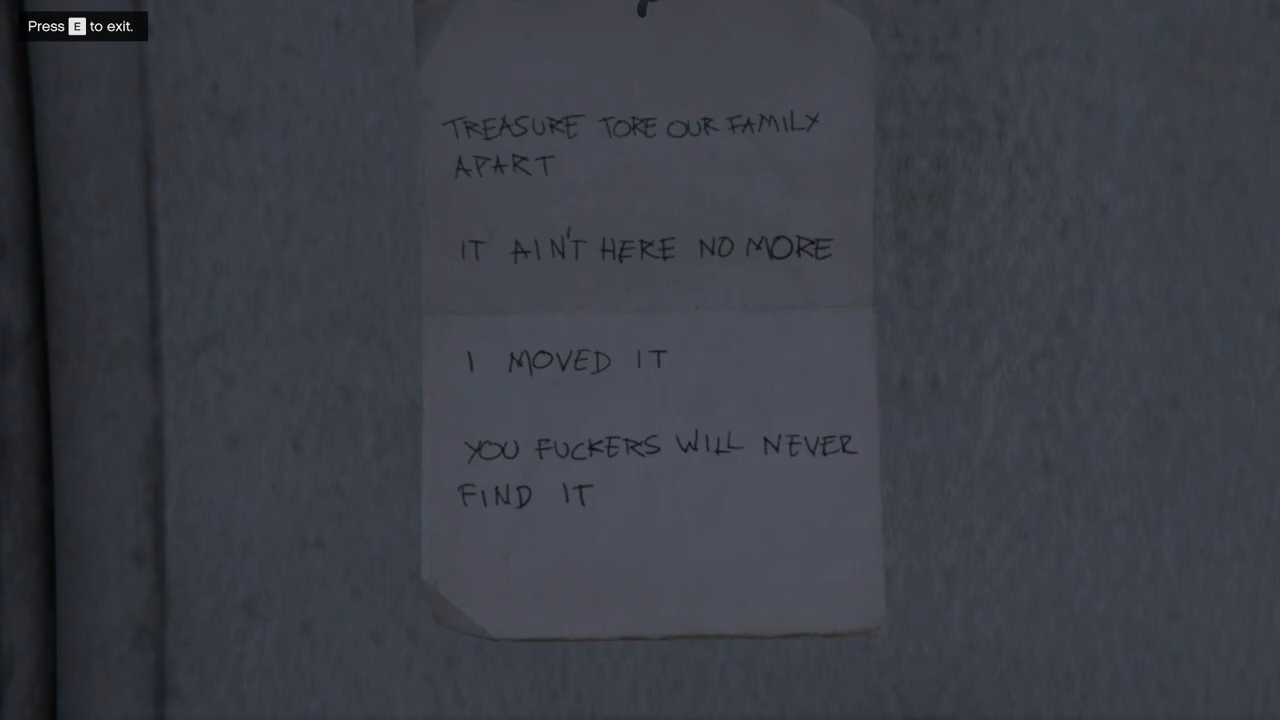 Press E to exit.
TREASURE TORE OUR FAMILY
APART
IT AIN'T HERE NO MORE
I MOVED IT
YOU FUCKERS WILL NEVER
FIND IT